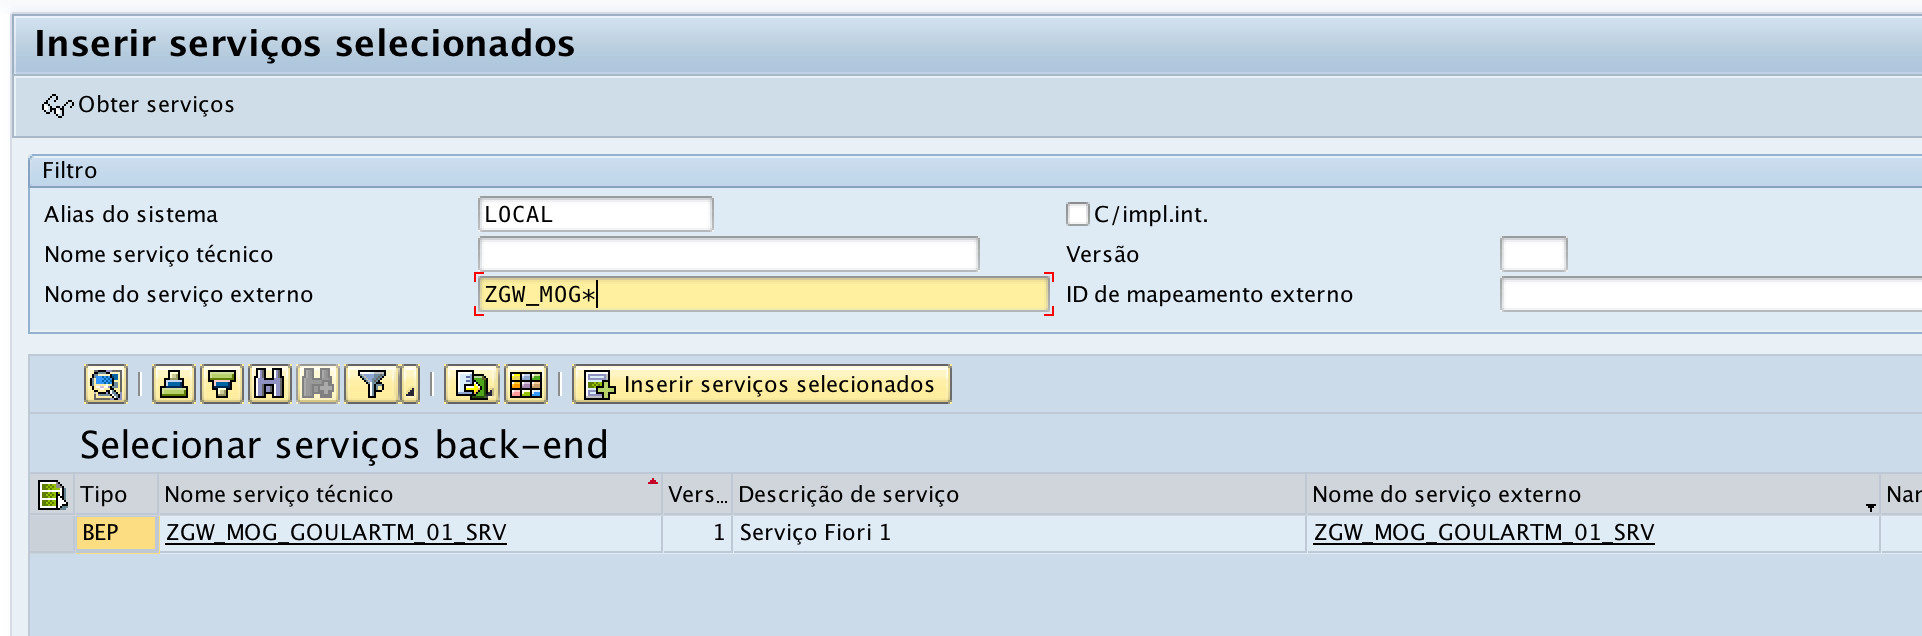 Inserir serviços selecionados
Obter serviços
Filtro
Alias do sistema LOCAL C/impl.int.
Nome serviço técnico Versão
Nome do serviço externo ZGW_MOG* ID de mapeamento externo
Inserir serviços selecionados
Selecionar serviços back-end
Tipo Nome serviço técnico Vers... Descrição de serviço Nome do serviço externo Nar
BEP ZGW_MOG_GOULARTM_01_SRV 1 Serviço Fiori 1 ZGW_MOG_GOULARTM_01_SRV